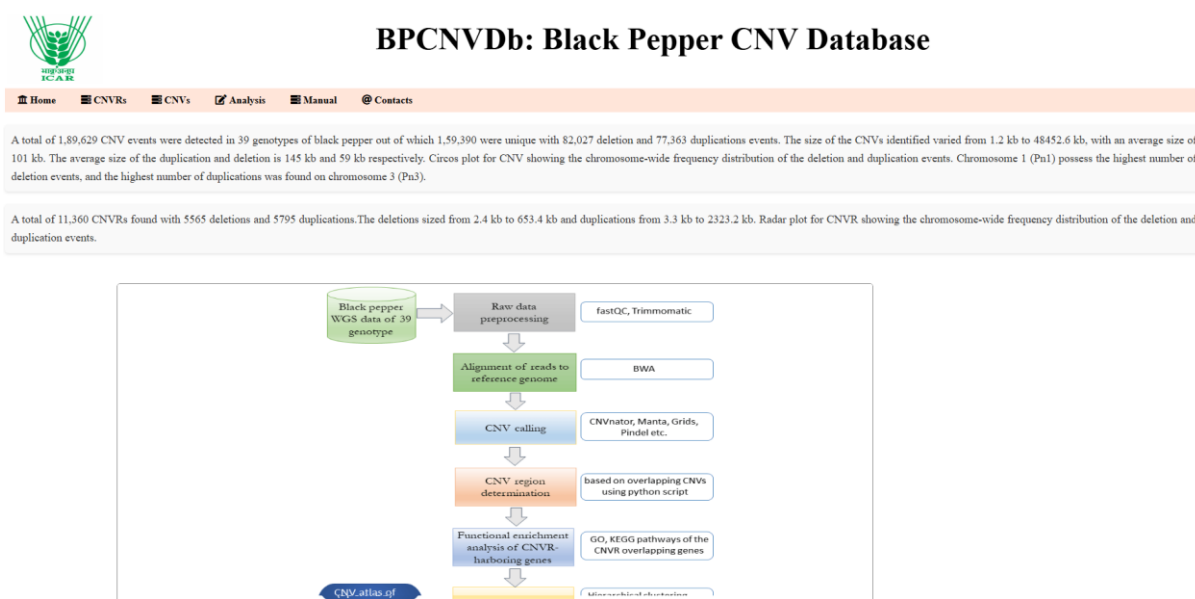 BPCNVDb: Black Pepper CNV Database
ICAR
Home CNVRs CNVs Analysis Manual @ Contacts
A total of 1,89,629 CNV events were detected in 39 genotypes of black pepper out of which 1,59,390 were unique with 82,027 deletion and 77,363 duplications events. The size of the CNVs identified varied from 1.2 kb to 48452.6 kb, with an average size of
101 kb. The average size of the duplication and deletion is 145 kb and 59 kb respectively. Circos plot for CNV showing the chromosome-wide frequency distribution of the deletion and duplication events. Chromosome 1 (Pn1) possess the highest number of
deletion events, and the highest number of duplications was found on chromosome 3 (Pn3).
A total of 11,360 CNVRs found with 5565 deletions and 5795 duplications.The deletions sized from 2.4 kb to 653.4 kb and duplications from 3.3 kb to 2323.2 kb. Radar plot for CNVR showing the chromosome-wide frequency distribution of the deletion and
duplication events.
Black pepper
WGS data of 39
genotype
Raw data
preprocessing
fastQC, Trimmomatic
Alignment of reads to
reference genome
BWA
CNV calling
CNVnator, Manta, Grids,
Pindel etc.
CNV region
determination
based on overlapping CNVs
using python script
Functional enrichment
analysis of CNVR-
harboring genes
GO, KEGG pathways of the
CNVR overlapping genes
CNV atlas of
Hierarchical clustering